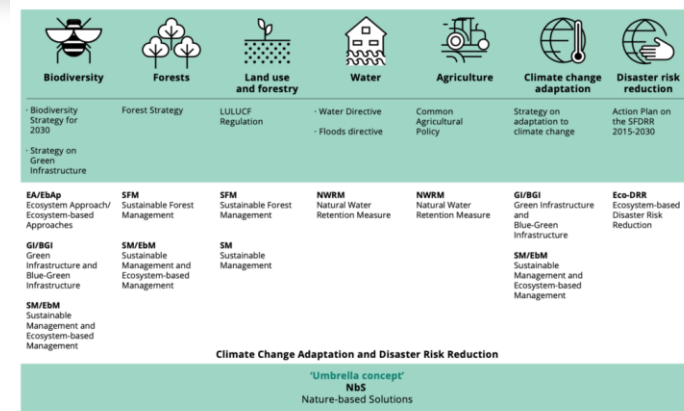 Biodiversity
Forests
Land use
and forestry
Water
Agriculture
Climate change
adaptation
Disaster risk
reduction
· Biodiversity
Strategy for
2030
· Strategy on
Green
Infrastructure
Forest Strategy
LULUCF
Regulation
· Water Directive
· Floods directive
Common
Agricultural
Policy
Strategy on
adaptation to
climate change
Action Plan on
the SFDRR
2015-2030
EA/EbAp
Ecosystem Approach/
Ecosystem-based
Approaches
GI/BGI
Green
Infrastructure and
Blue-Green
Infrastructure
SM/EbM
Sustainable
Management and
Ecosystem-based
Management
SFM
Sustainable Forest
Management
SM/EbM
Sustainable
Management and
Ecosystem-based
Management
SFM
Sustainable Forest
Management
SM
Sustainable
Management
NWRM
Natural Water
Retention Measure
NWRM
Natural Water
Retention Measure
GI/BGI
Green Infrastructure
and
Blue-Green
Infrastructure
SM/EbM
Sustainable
Management and
Ecosystem-based
Management
Eco-DRR
Ecosystem-based
Disaster Risk
Reduction
Climate Change Adaptation and Disaster Risk Reduction
'Umbrella concept'
NbS
Nature-based Solutions